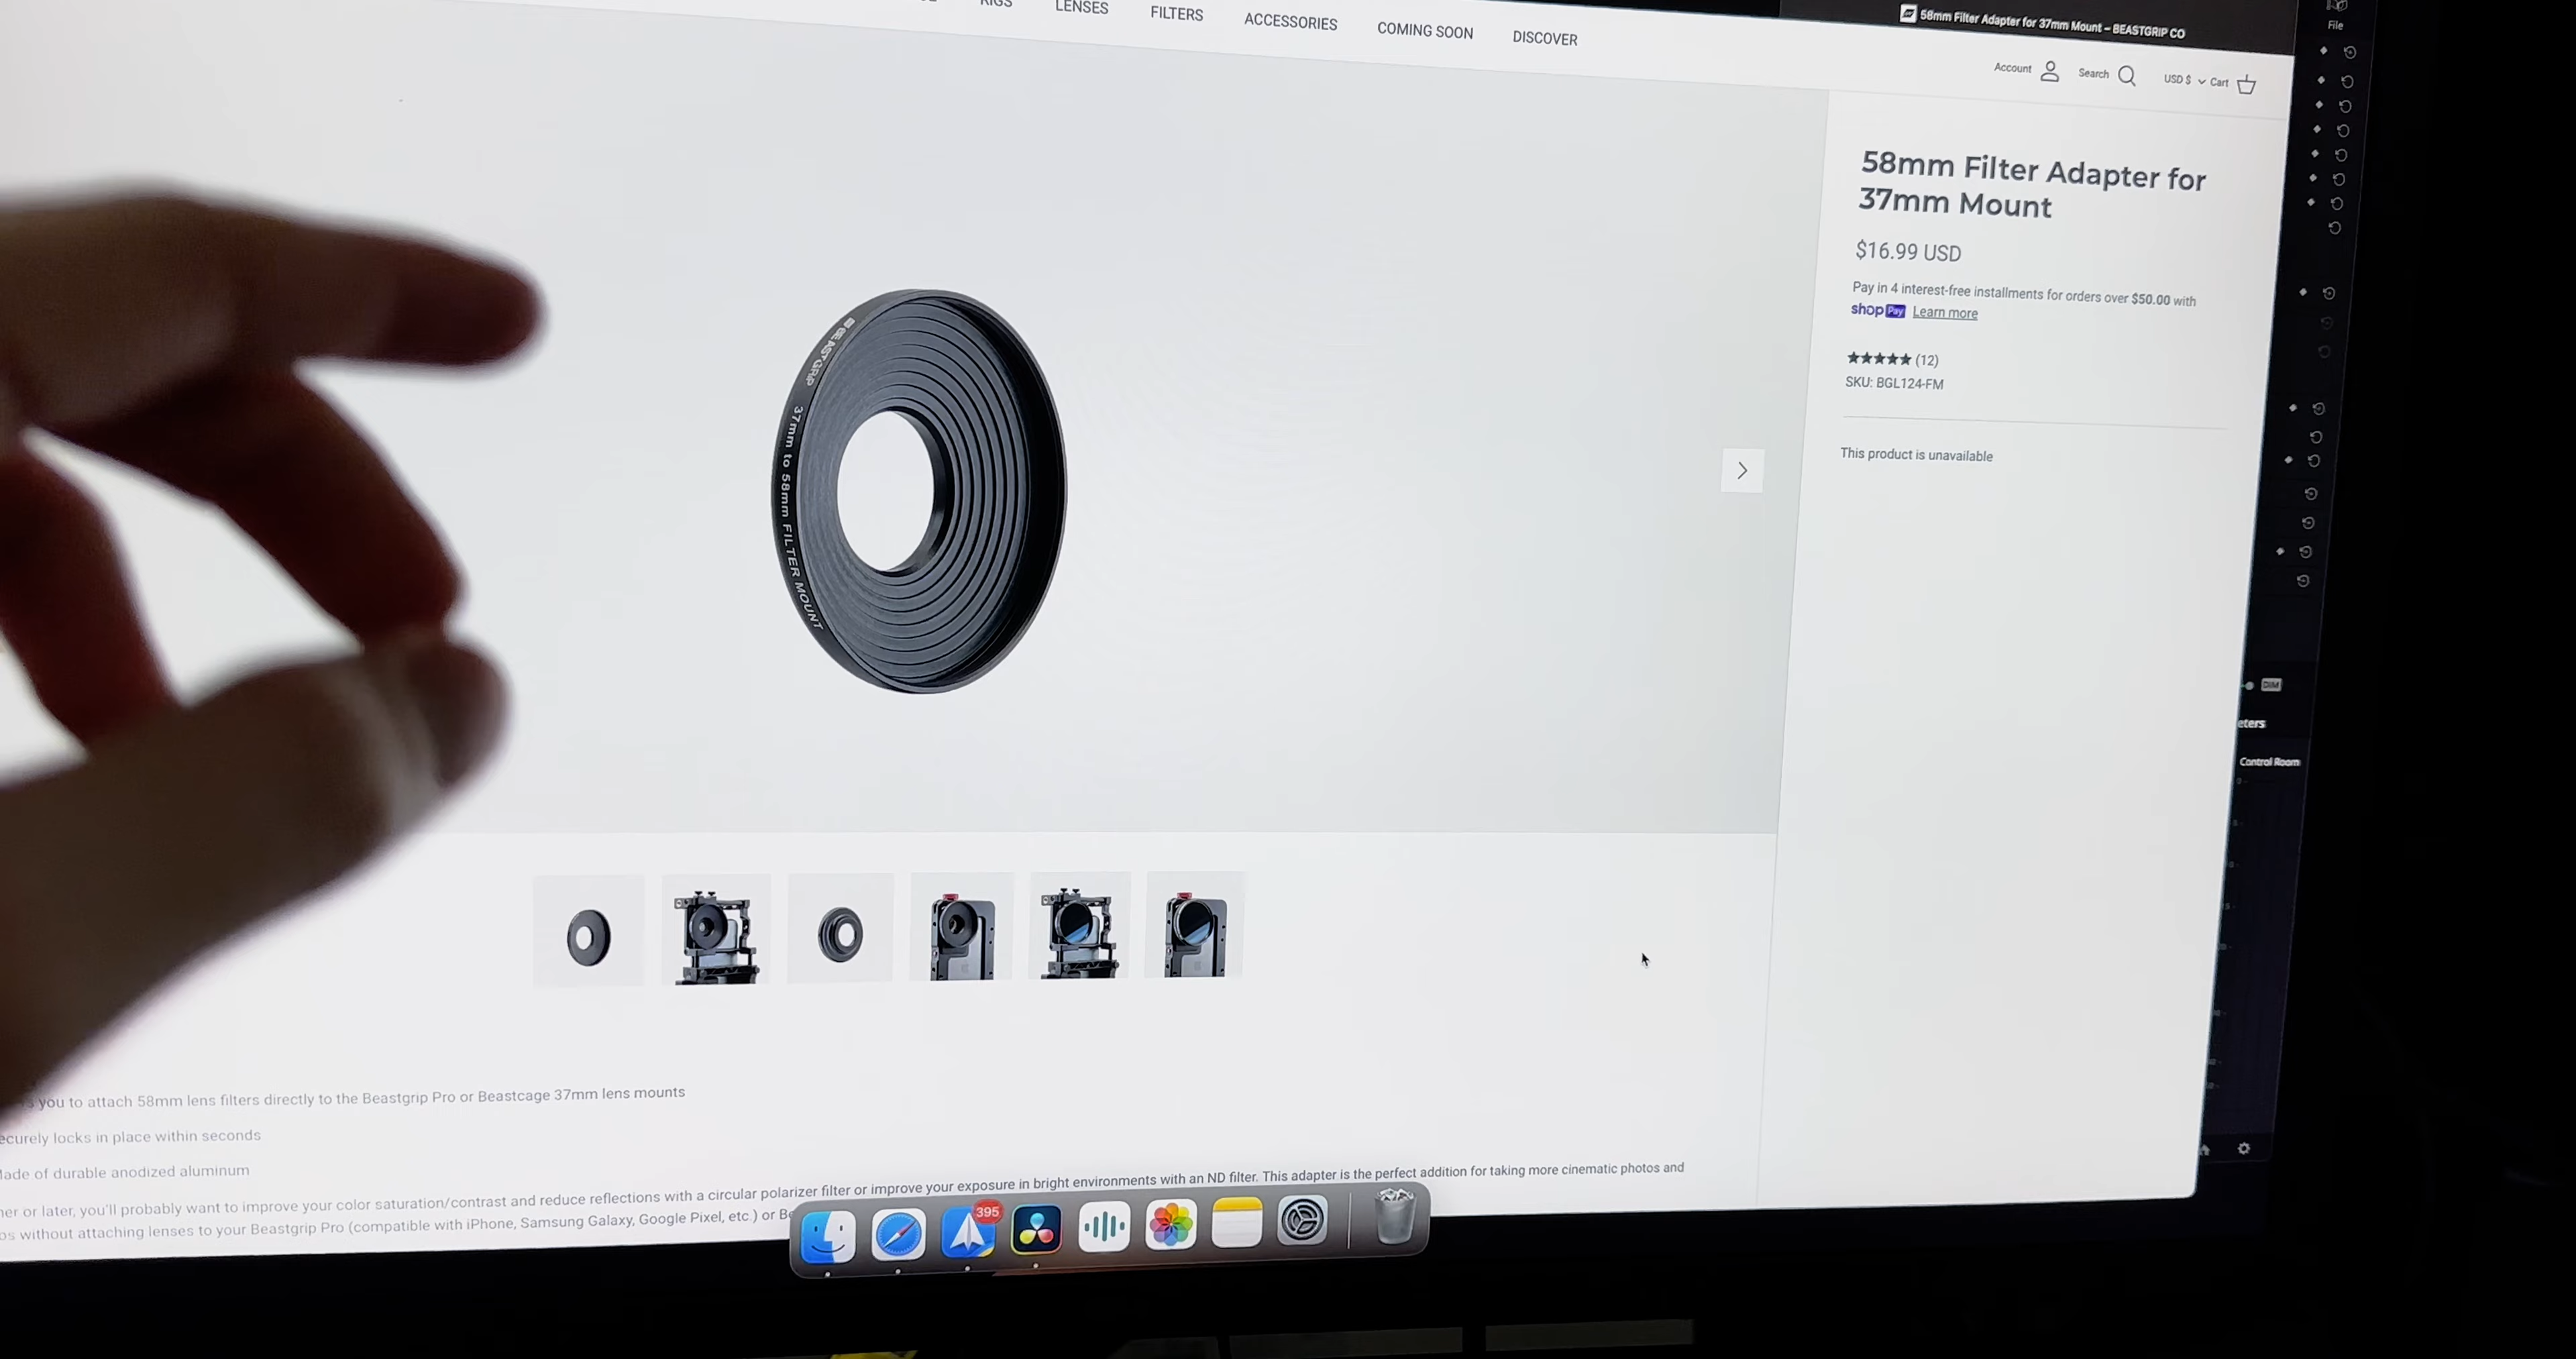 LENSES FILTERS ACCESSORIES COMING SOON DISCOVER
58mm Filter Adapter for 37mm Mount – BEASTGRIP CO
File
Account Search USD $ Cart
58mm Filter Adapter for
37mm Mount
$16.99 USD
Pay in 4 interest-free installments for orders over $50.00 with
shop Pay Learn more
★★★★★ (12)
SKU: BGL124-FM
This product is unavailable
BEASTGRIP 37mm to 58mm FILTER MOUNT
DIM
Control Room
you to attach 58mm lens filters directly to the Beastgrip Pro or Beastcage 37mm lens mounts
locks in place within seconds
of durable anodized aluminum
or later, you'll probably want to improve your color saturation/contrast and reduce reflections with a circular polarizer filter or improve your exposure in bright environments with an ND filter. This adapter is the perfect addition for taking more cinematic photos and
without attaching lenses to your Beastgrip Pro (compatible with iPhone, Samsung Galaxy, Google Pixel, etc.) or
395